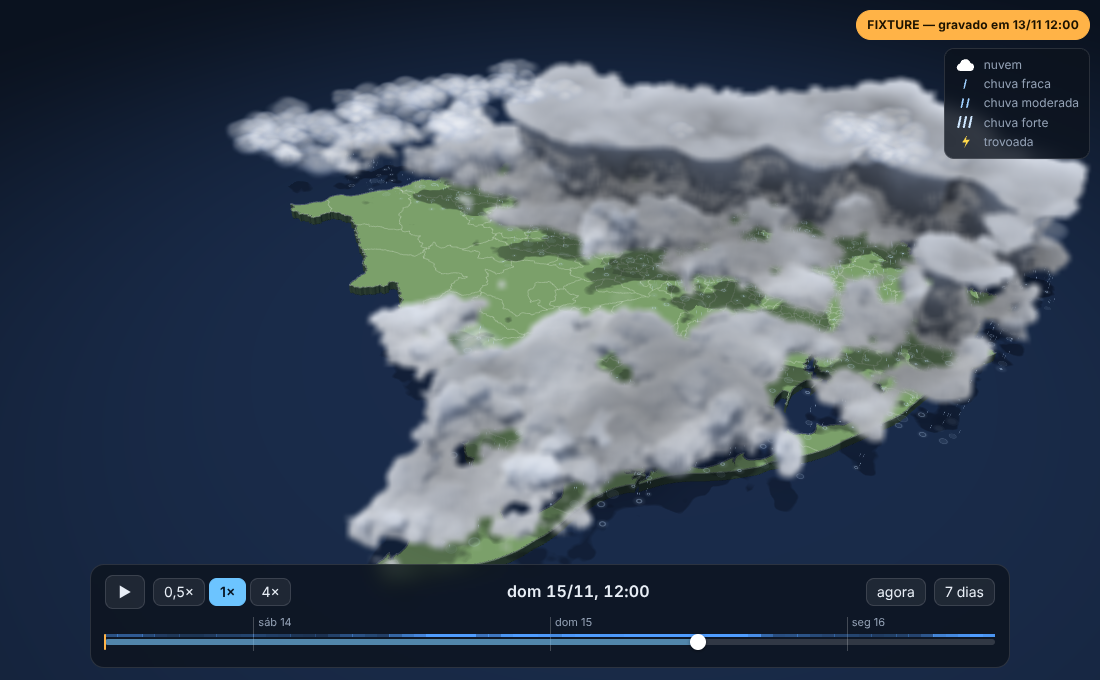 FIXTURE — gravado em 13/11 12:00
nuvem
chuva fraca
chuva moderada
chuva forte
trovoada
0,5×
1×
4×
dom 15/11, 12:00
agora
7 dias
sáb 14
dom 15
seg 16